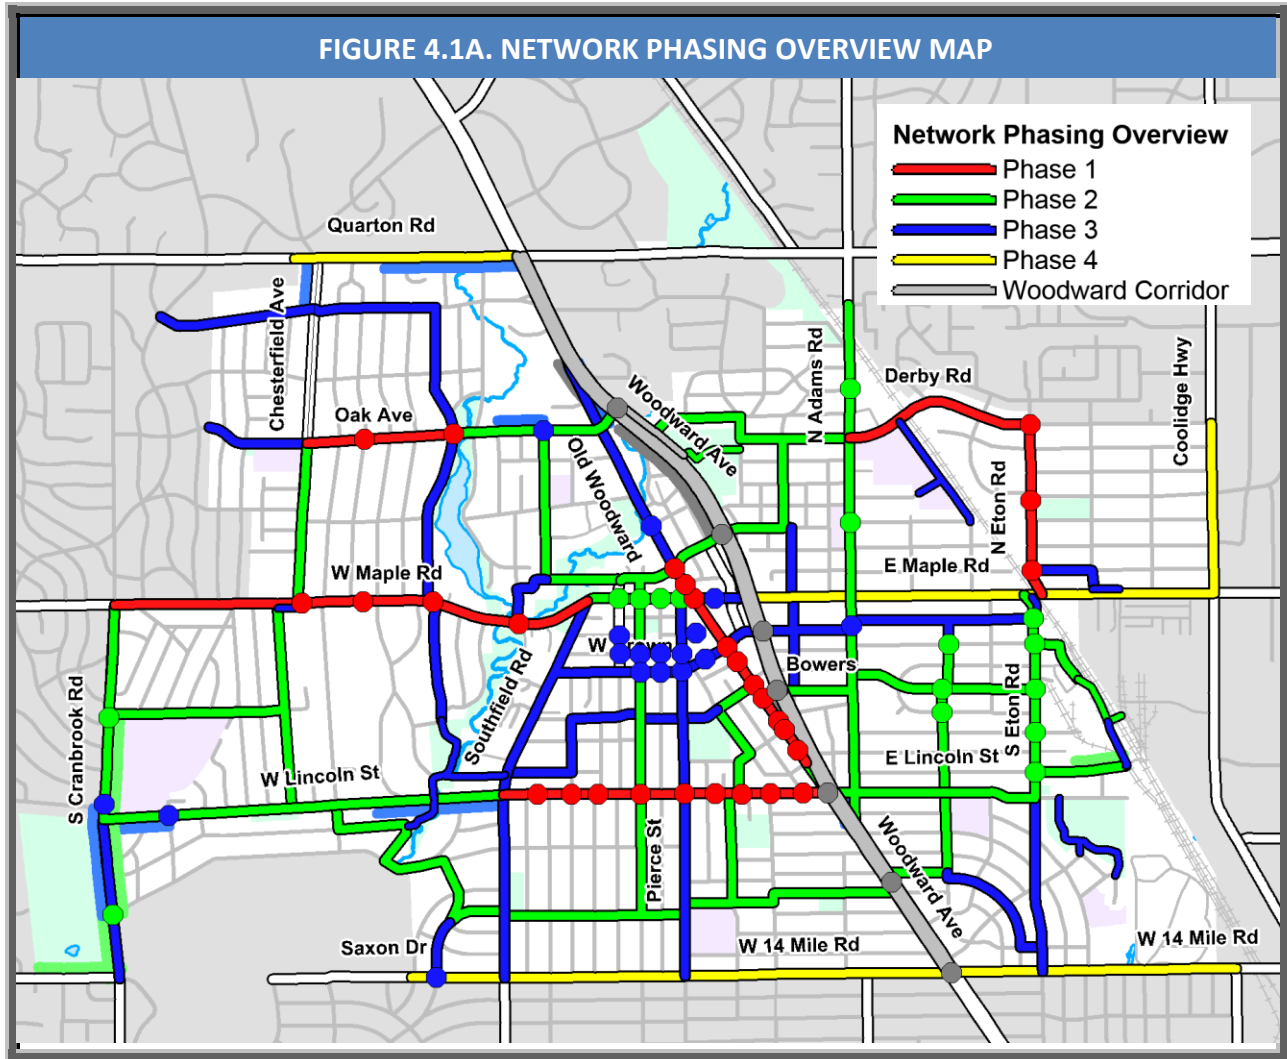 FIGURE 4.1A. NETWORK PHASING OVERVIEW MAP
Network Phasing Overview
Phase 1
Phase 2
Phase 3
Phase 4
Woodward Corridor
Quarton Rd
Chesterfield Ave
N Adams Rd
Derby Rd
Coolidge Hwy
Oak Ave
Woodward Ave
Old Woodward
N Eton Rd
W Maple Rd
E Maple Rd
Bowers
S Cranbrook Rd
Southfield Rd
S Eton Rd
W Lincoln St
E Lincoln St
Pierce St
Woodward Ave
Saxon Dr
W 14 Mile Rd
W 14 Mile Rd